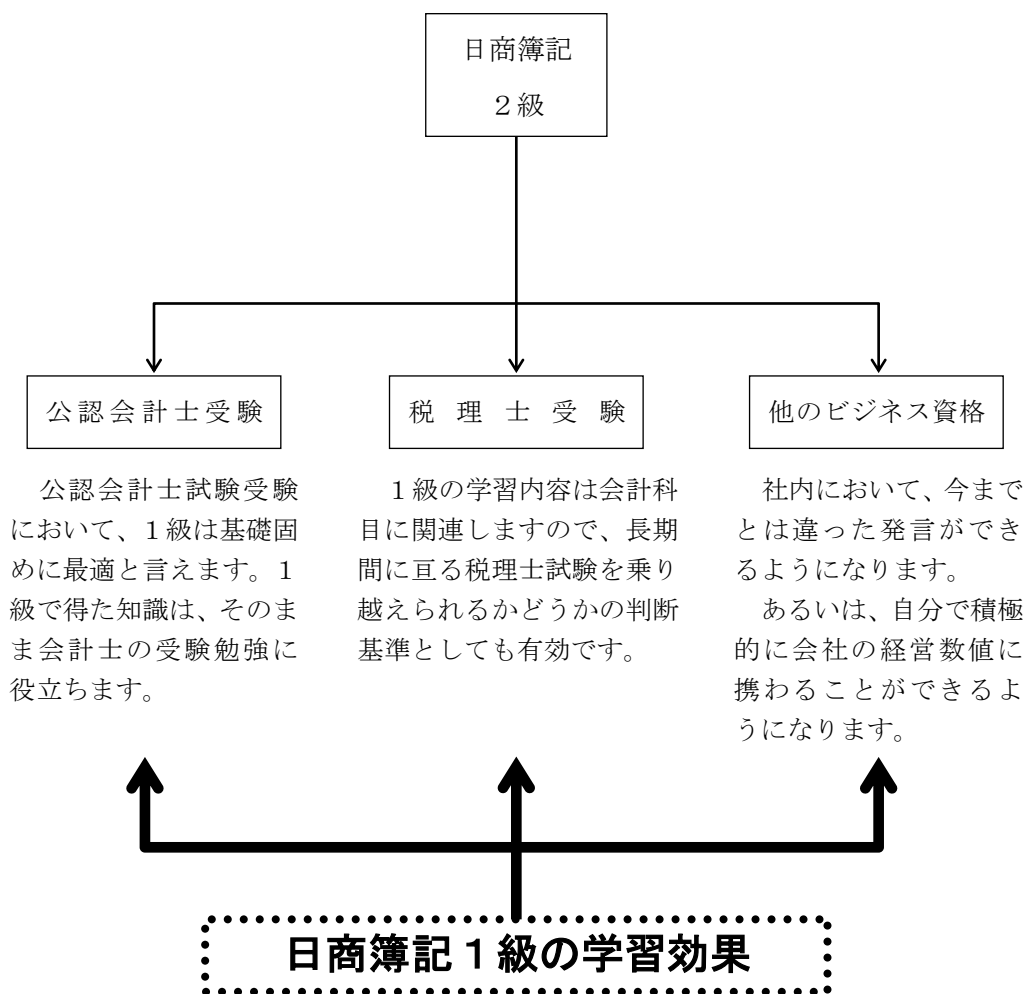 日商簿記
２級
公認会計士受験
税理士受験
他のビジネス資格
公認会計士試験受験
において、１級は基礎固
めに最適と言えます。１
級で得た知識は、そのま
ま会計士の受験勉強に
役立ちます。
１級の学習内容は会計科
目に関連しますので、長期
間に亘る税理士試験を乗り
越えられるかどうかの判断
基準としても有効です。
社内において、今まで
とは違った発言ができ
るようになります。
あるいは、自分で積極
的に会社の経営数値に
携わることができるよ
うになります。
日商簿記１級の学習効果